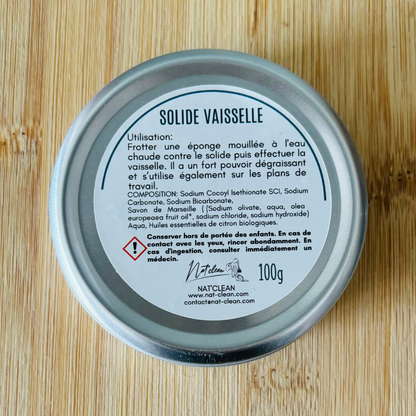 SOLIDE VAISSELLE
Utilisation:
Frotter une éponge mouillée à l'eau
chaude contre le solide puis effectuer la
vaisselle. Il a un fort pouvoir dégraissant
et s'utilise également sur les plans de
travail.
COMPOSITION: Sodium Cocoyl Isethionate SCI, Sodium
Carbonate, Sodium Bicarbonate,
Savon de Marseille ( (Sodium olivate, aqua, olea
europeaea fruit oil*, sodium chloride, sodium hydroxide)
Aqua, Huiles essentielles de citron biologiques.
Conserver hors de portée des enfants. En cas de
contact avec les yeux, rincer abondamment. En
cas d'ingestion, consulter immédiatement un
médecin.
Nat'clean
100g
NAT'CLEAN
www.nat-clean.com
contact@nat-clean.com